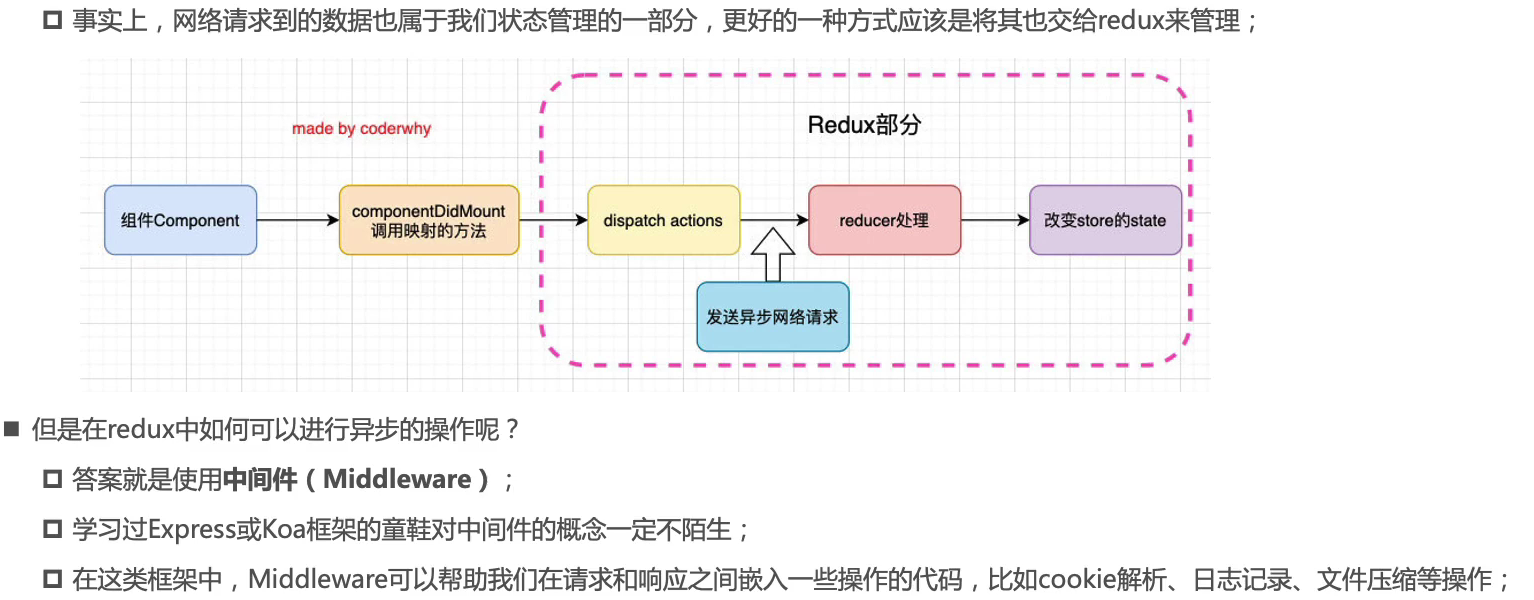 事实上，网络请求到的数据也属于我们状态管理的一部分，更好的一种方式应该是将其也交给redux来管理；
made by coderwhy
Redux部分
组件Component
componentDidMount
调用映射的方法
dispatch actions
reducer处理
改变store的state
发送异步网络请求
但是在redux中如何可以进行异步的操作呢？
答案就是使用中间件（Middleware）；
学习过Express或Koa框架的童鞋对中间件的概念一定不陌生；
在这类框架中，Middleware可以帮助我们在请求和响应之间嵌入一些操作的代码，比如cookie解析、日志记录、文件压缩等操作；